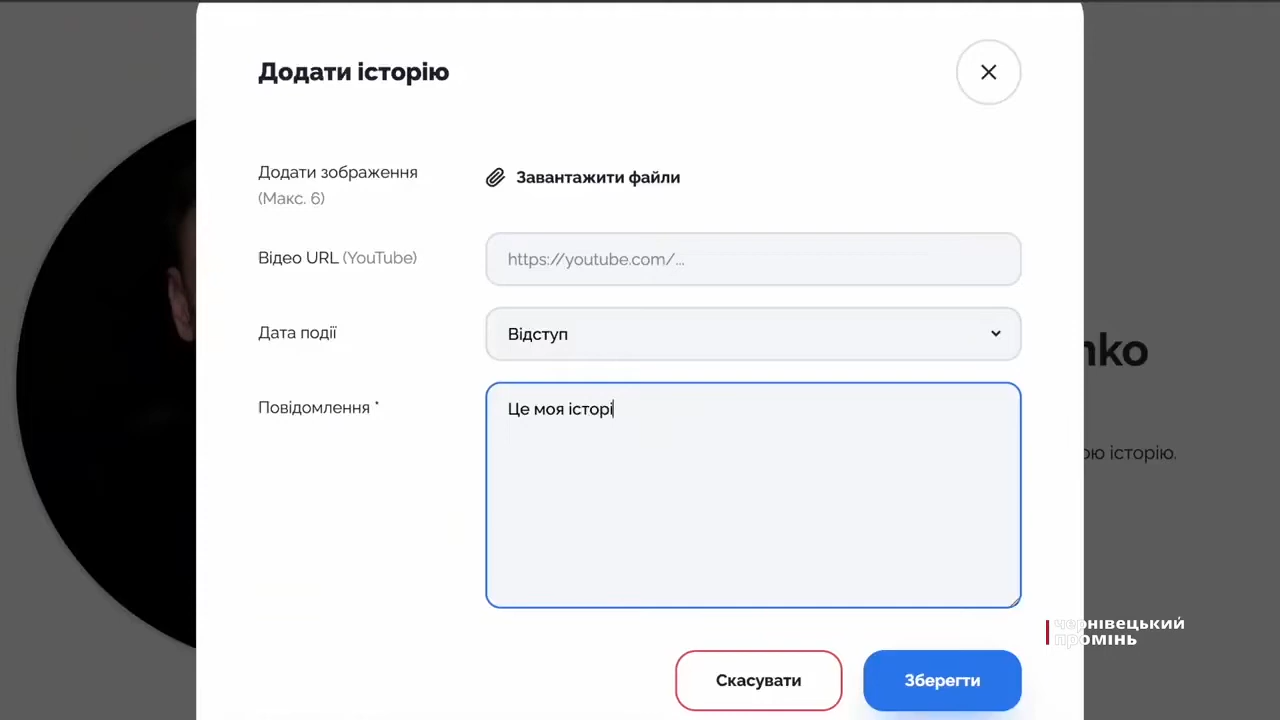 Додати історію
Додати зображення
(Макс. 6)
Завантажити файли
Відео URL (YouTube)
https://youtube.com/...
Дата події
Відступ
Повідомлення *
Це моя історі
історію.
чернівецький
промінь
Скасувати
Зберегти